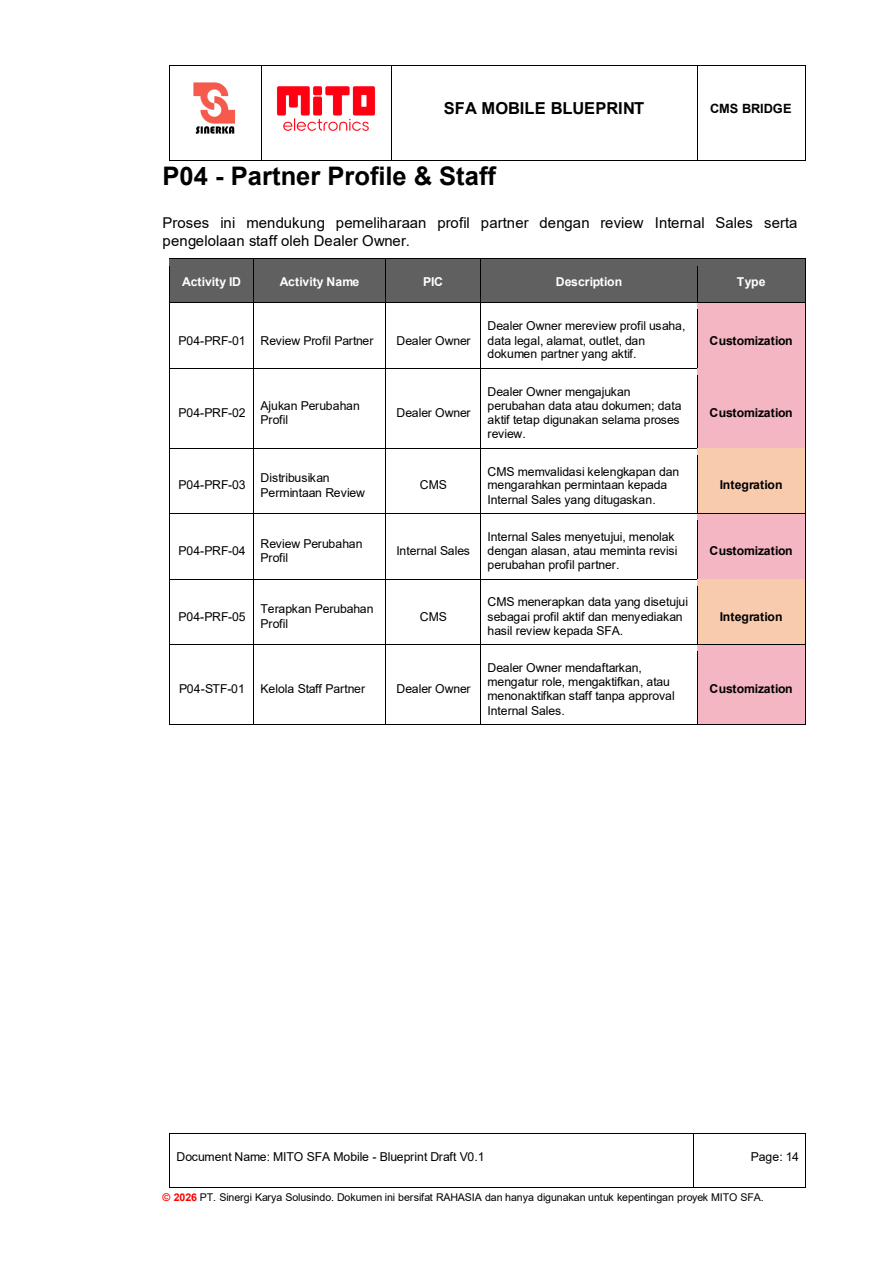 SINERKA
MITO
electronics
SFA MOBILE BLUEPRINT
CMS BRIDGE
P04 - Partner Profile & Staff
Proses ini mendukung pemeliharaan profil partner dengan review Internal Sales serta
pengelolaan staff oleh Dealer Owner.
Activity ID Activity Name PIC Description Type
P04-PRF-01 Review Profil Partner Dealer Owner
Dealer Owner mereview profil usaha,
data legal, alamat, outlet, dan
dokumen partner yang aktif.
Customization
P04-PRF-02
Ajukan Perubahan
Profil
Dealer Owner
Dealer Owner mengajukan
perubahan data atau dokumen; data
aktif tetap digunakan selama proses
review.
Customization
P04-PRF-03
Distribusikan
Permintaan Review
CMS
CMS memvalidasi kelengkapan dan
mengarahkan permintaan kepada
Internal Sales yang ditugaskan.
Integration
P04-PRF-04
Review Perubahan
Profil
Internal Sales
Internal Sales menyetujui, menolak
dengan alasan, atau meminta revisi
perubahan profil partner.
Customization
P04-PRF-05
Terapkan Perubahan
Profil
CMS
CMS menerapkan data yang disetujui
sebagai profil aktif dan menyediakan
hasil review kepada SFA.
Integration
P04-STF-01 Kelola Staff Partner Dealer Owner
Dealer Owner mendaftarkan,
mengatur role, mengaktifkan, atau
menonaktifkan staff tanpa approval
Internal Sales.
Customization
Document Name: MITO SFA Mobile - Blueprint Draft V0.1
Page: 14
© 2026 PT. Sinergi Karya Solusindo. Dokumen ini bersifat RAHASIA dan hanya digunakan untuk kepentingan proyek MITO SFA.